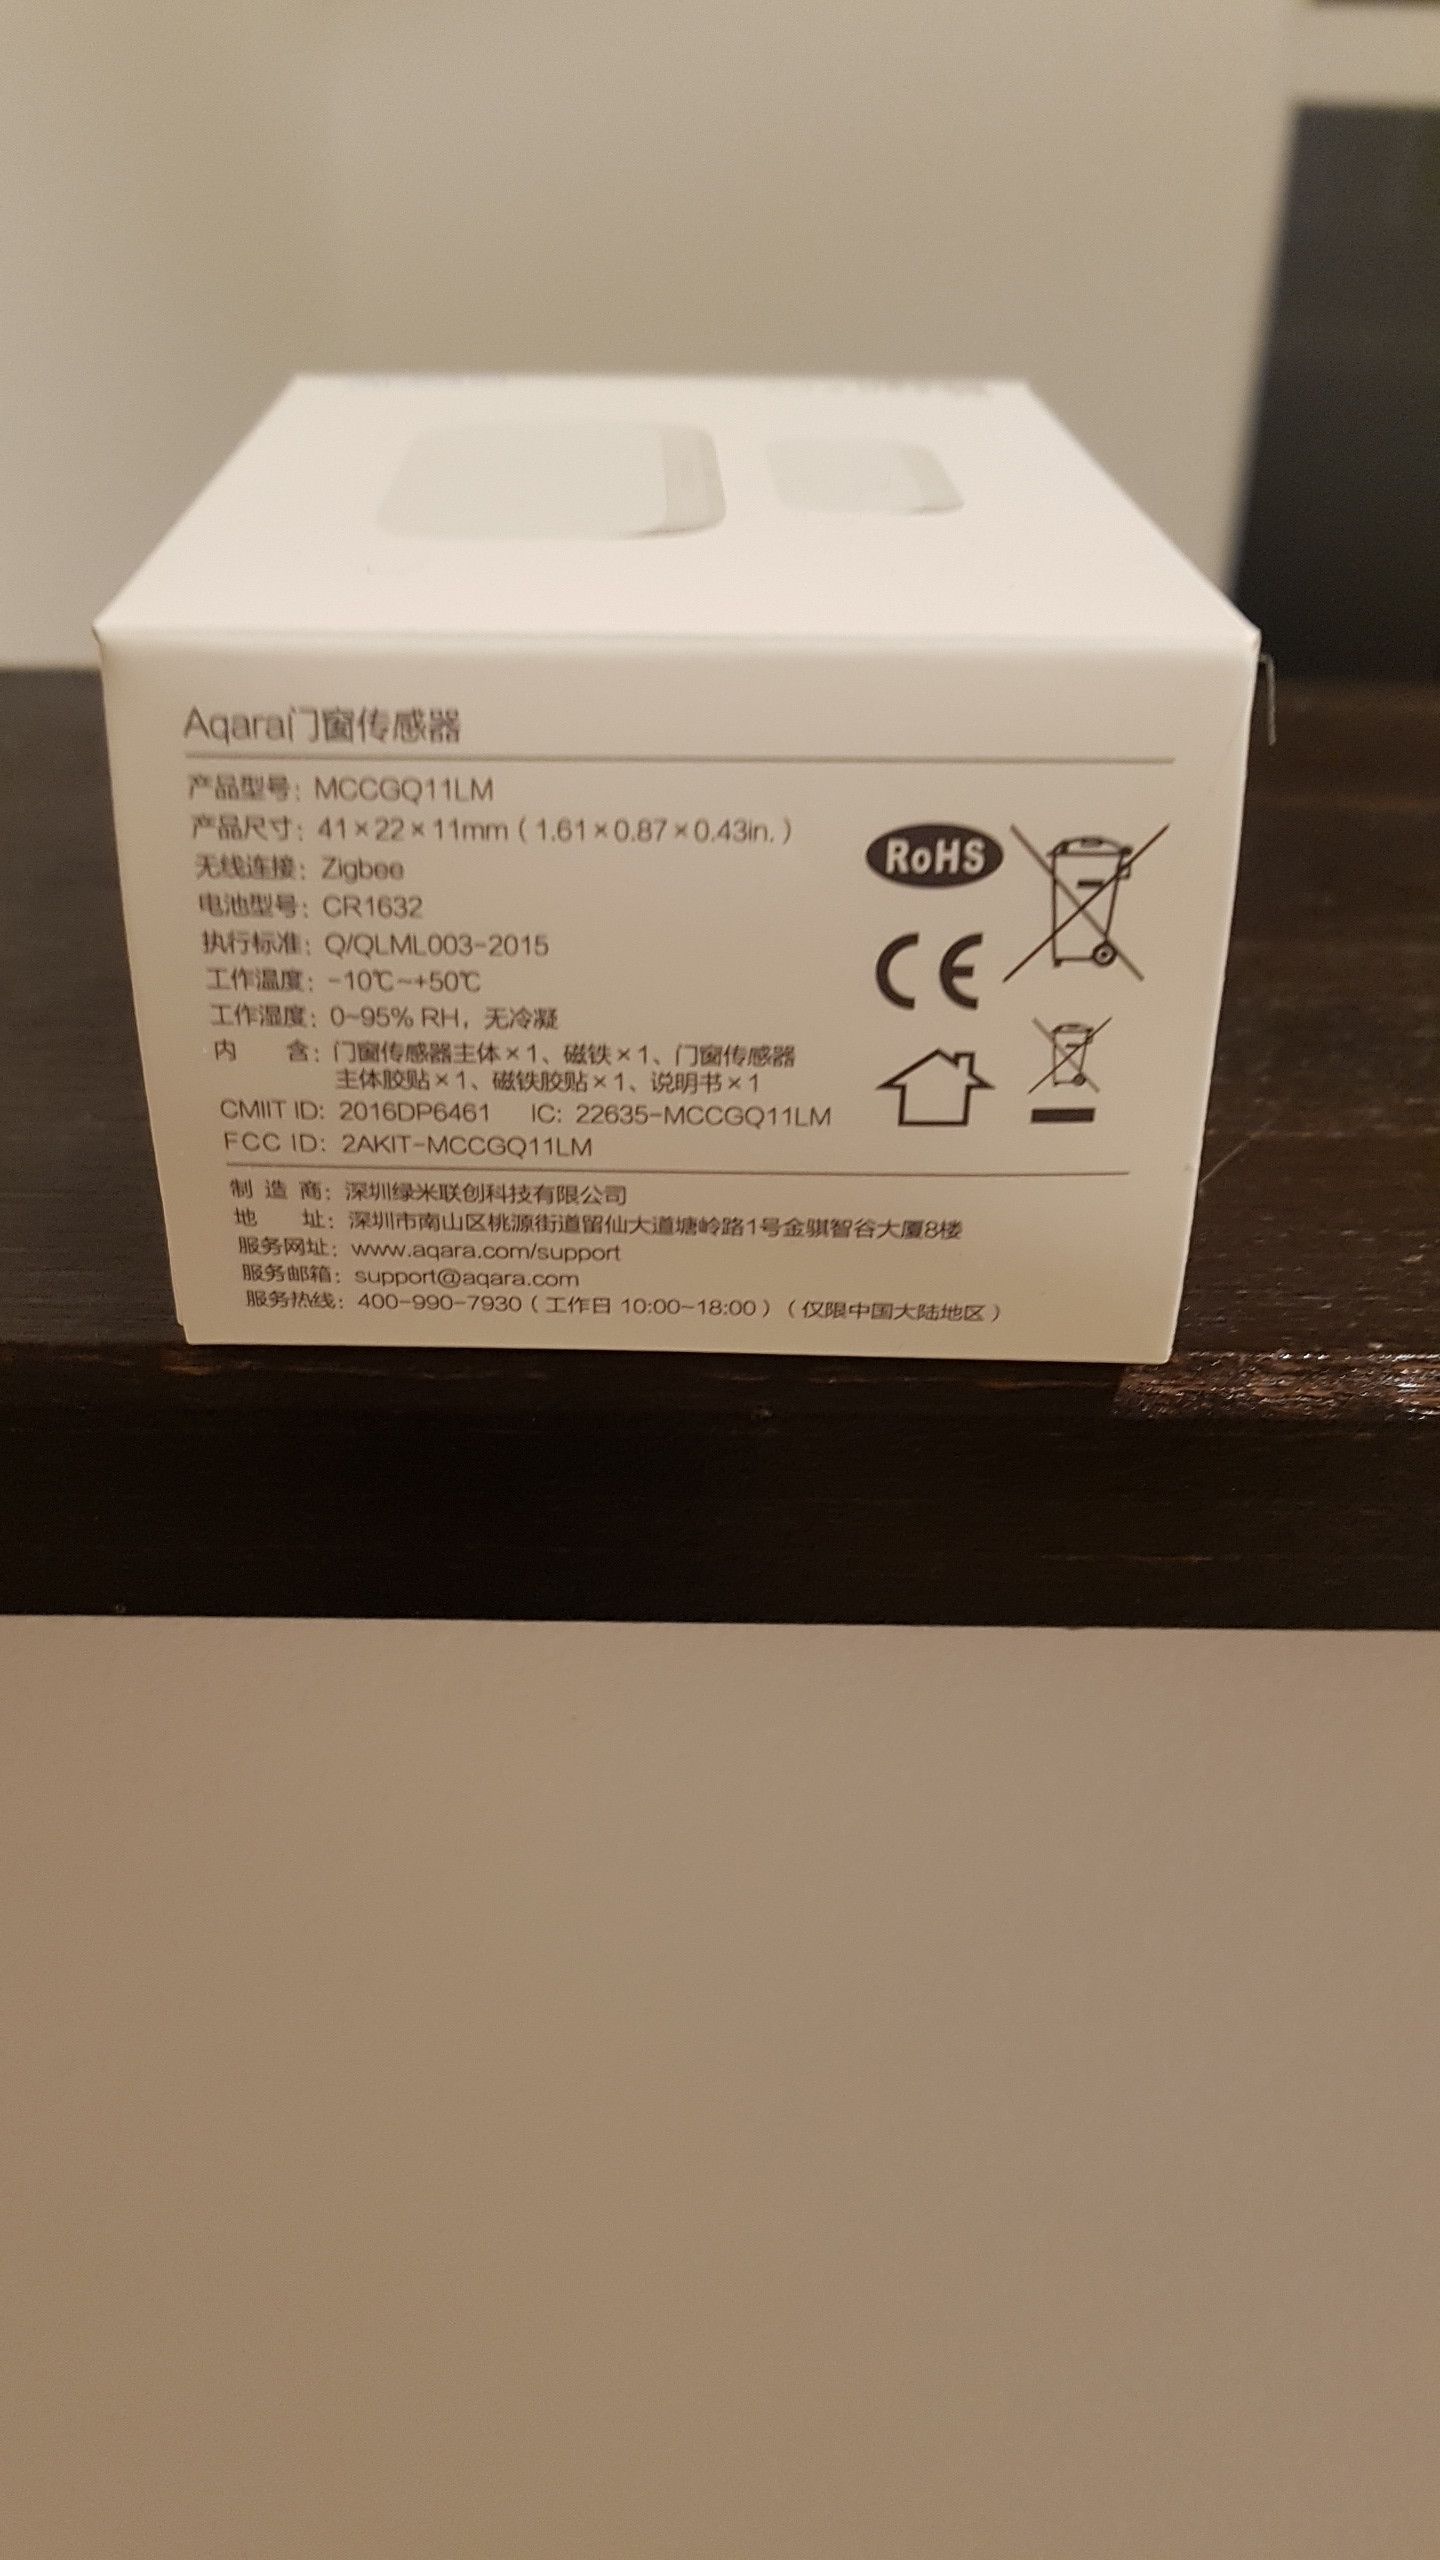 Aqara门窗传感器
产品型号：MCCGQ11LM
产品尺寸：41×22×11mm（1.61×0.87×0.43in.）
无线连接：Zigbee
电池型号：CR1632
执行标准：Q/QLML003-2015
工作温度：-10℃~+50℃
工作湿度：0~95% RH，无冷凝
内 含：门窗传感器主体×1、磁铁×1、门窗传感器
主体胶贴×1、磁铁胶贴×1、说明书×1
CMIIT ID: 2016DP6461 IC: 22635-MCCGQ11LM
FCC ID: 2AKIT-MCCGQ11LM
制 造 商：深圳绿米联创科技有限公司
地 址：深圳市南山区桃源街道留仙大道塘岭路1号金骐智谷大厦8楼
服务网址：www.aqara.com/support
服务邮箱：support@aqara.com
服务热线：400-990-7930（工作日 10:00~18:00）（仅限中国大陆地区）
RoHS
CE